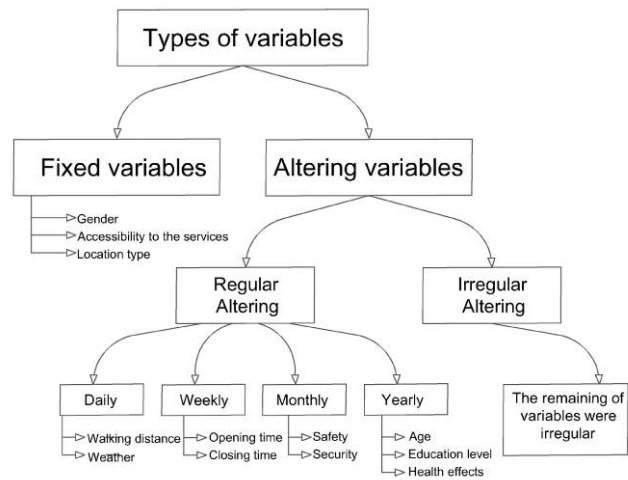 Types of variables
Fixed variables
Altering variables
Gender
Accessibility to the services
Location type
Regular
Altering
Irregular
Altering
Daily
Weekly
Monthly
Yearly
The remaining of
variables were
irregular
Walking distance
Weather
Opening time
Closing time
Safety
Security
Age
Education level
Health effects